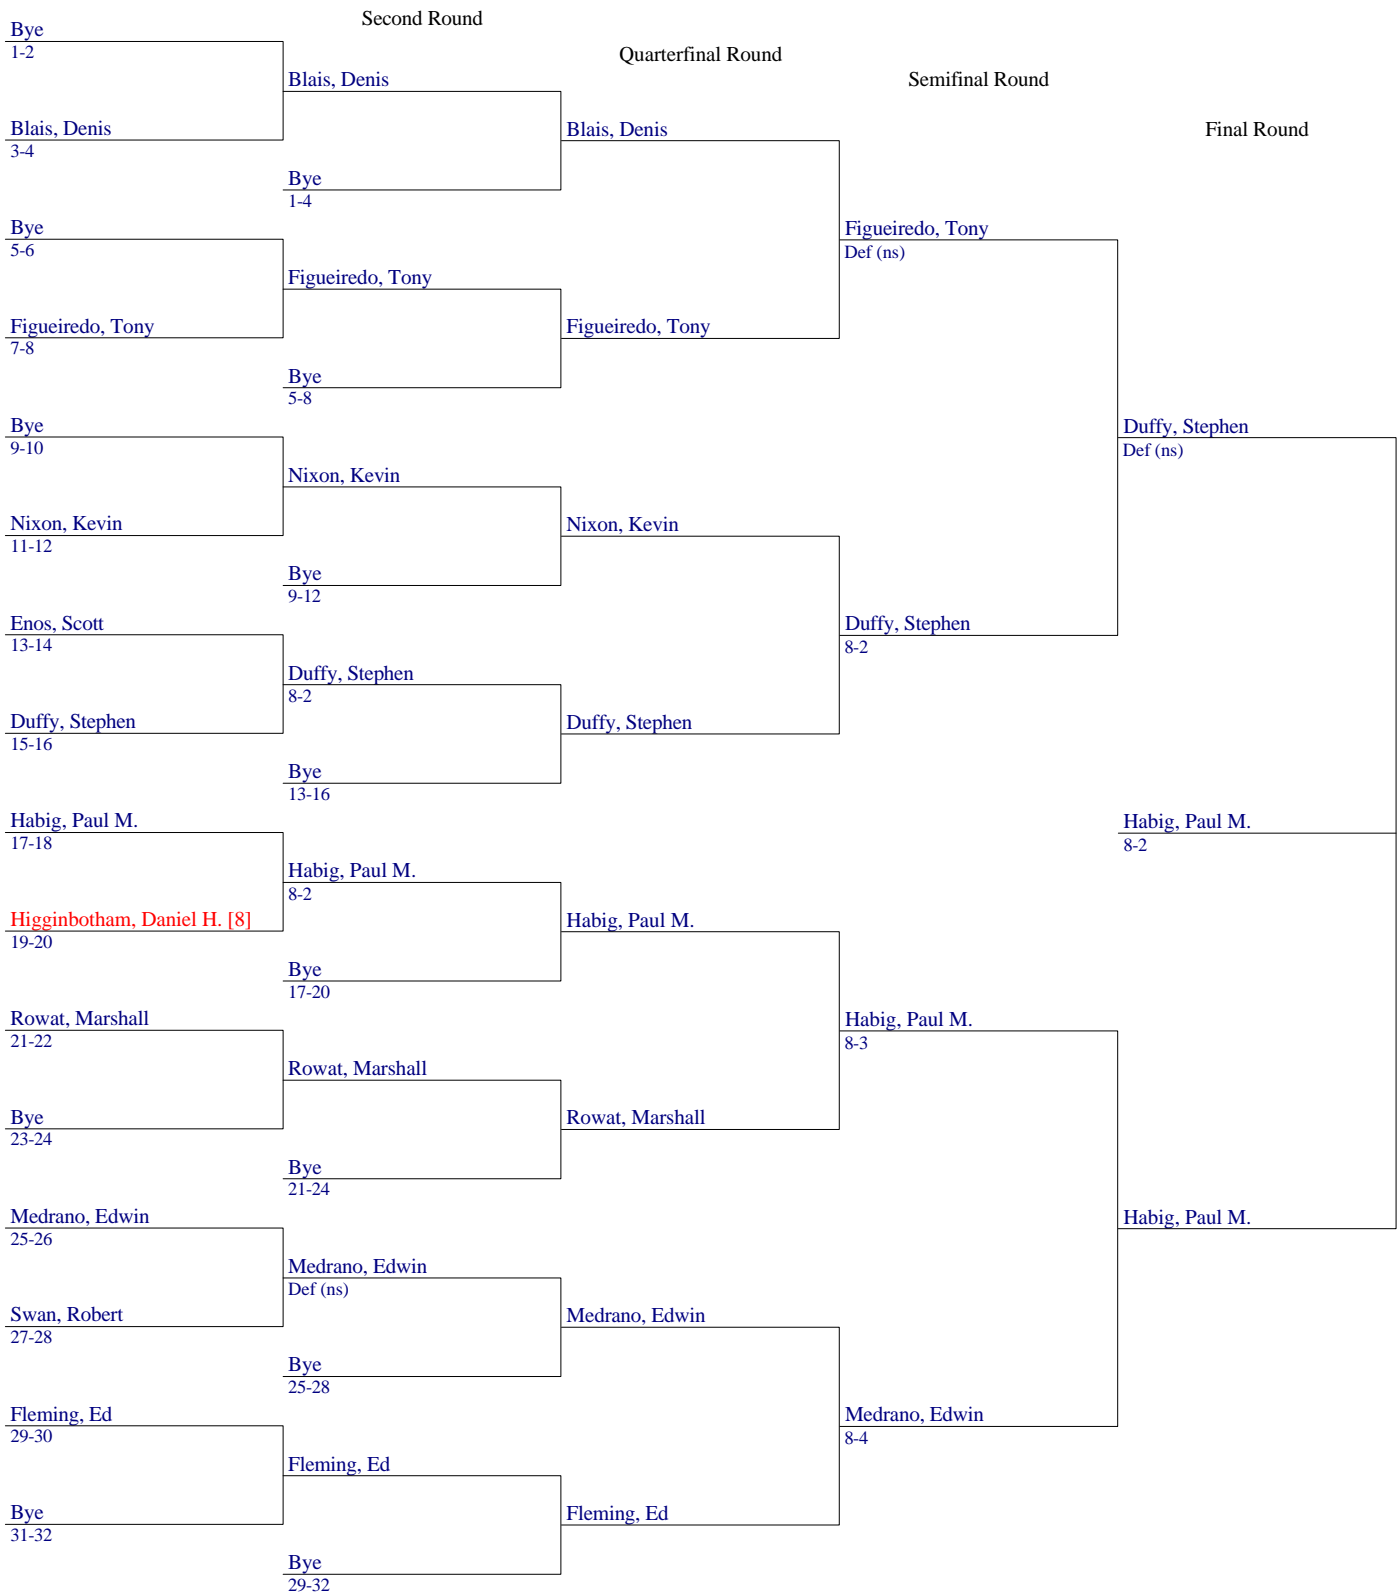 Second Round
Quarterfinal Round
Semifinal Round
Final Round
Bye
1-2
Blais, Denis
3-4
Bye
5-6
Figueiredo, Tony
7-8
Bye
9-10
Nixon, Kevin
11-12
Enos, Scott
13-14
Duffy, Stephen
15-16
Habig, Paul M.
17-18
Higginbotham, Daniel H. [8]
19-20
Rowat, Marshall
21-22
Bye
23-24
Medrano, Edwin
25-26
Swan, Robert
27-28
Fleming, Ed
29-30
Bye
31-32
Blais, Denis
Bye
1-4
Figueiredo, Tony
Bye
5-8
Nixon, Kevin
Bye
9-12
Duffy, Stephen
8-2
Bye
13-16
Habig, Paul M.
8-2
Bye
17-20
Rowat, Marshall
Bye
21-24
Medrano, Edwin
Def (ns)
Bye
25-28
Fleming, Ed
Bye
29-32
Blais, Denis
Figueiredo, Tony
Nixon, Kevin
Duffy, Stephen
Habig, Paul M.
Rowat, Marshall
Medrano, Edwin
Fleming, Ed
Figueiredo, Tony
Def (ns)
Duffy, Stephen
8-2
Habig, Paul M.
8-3
Medrano, Edwin
8-4
Duffy, Stephen
Def (ns)
Habig, Paul M.
8-2
Habig, Paul M.